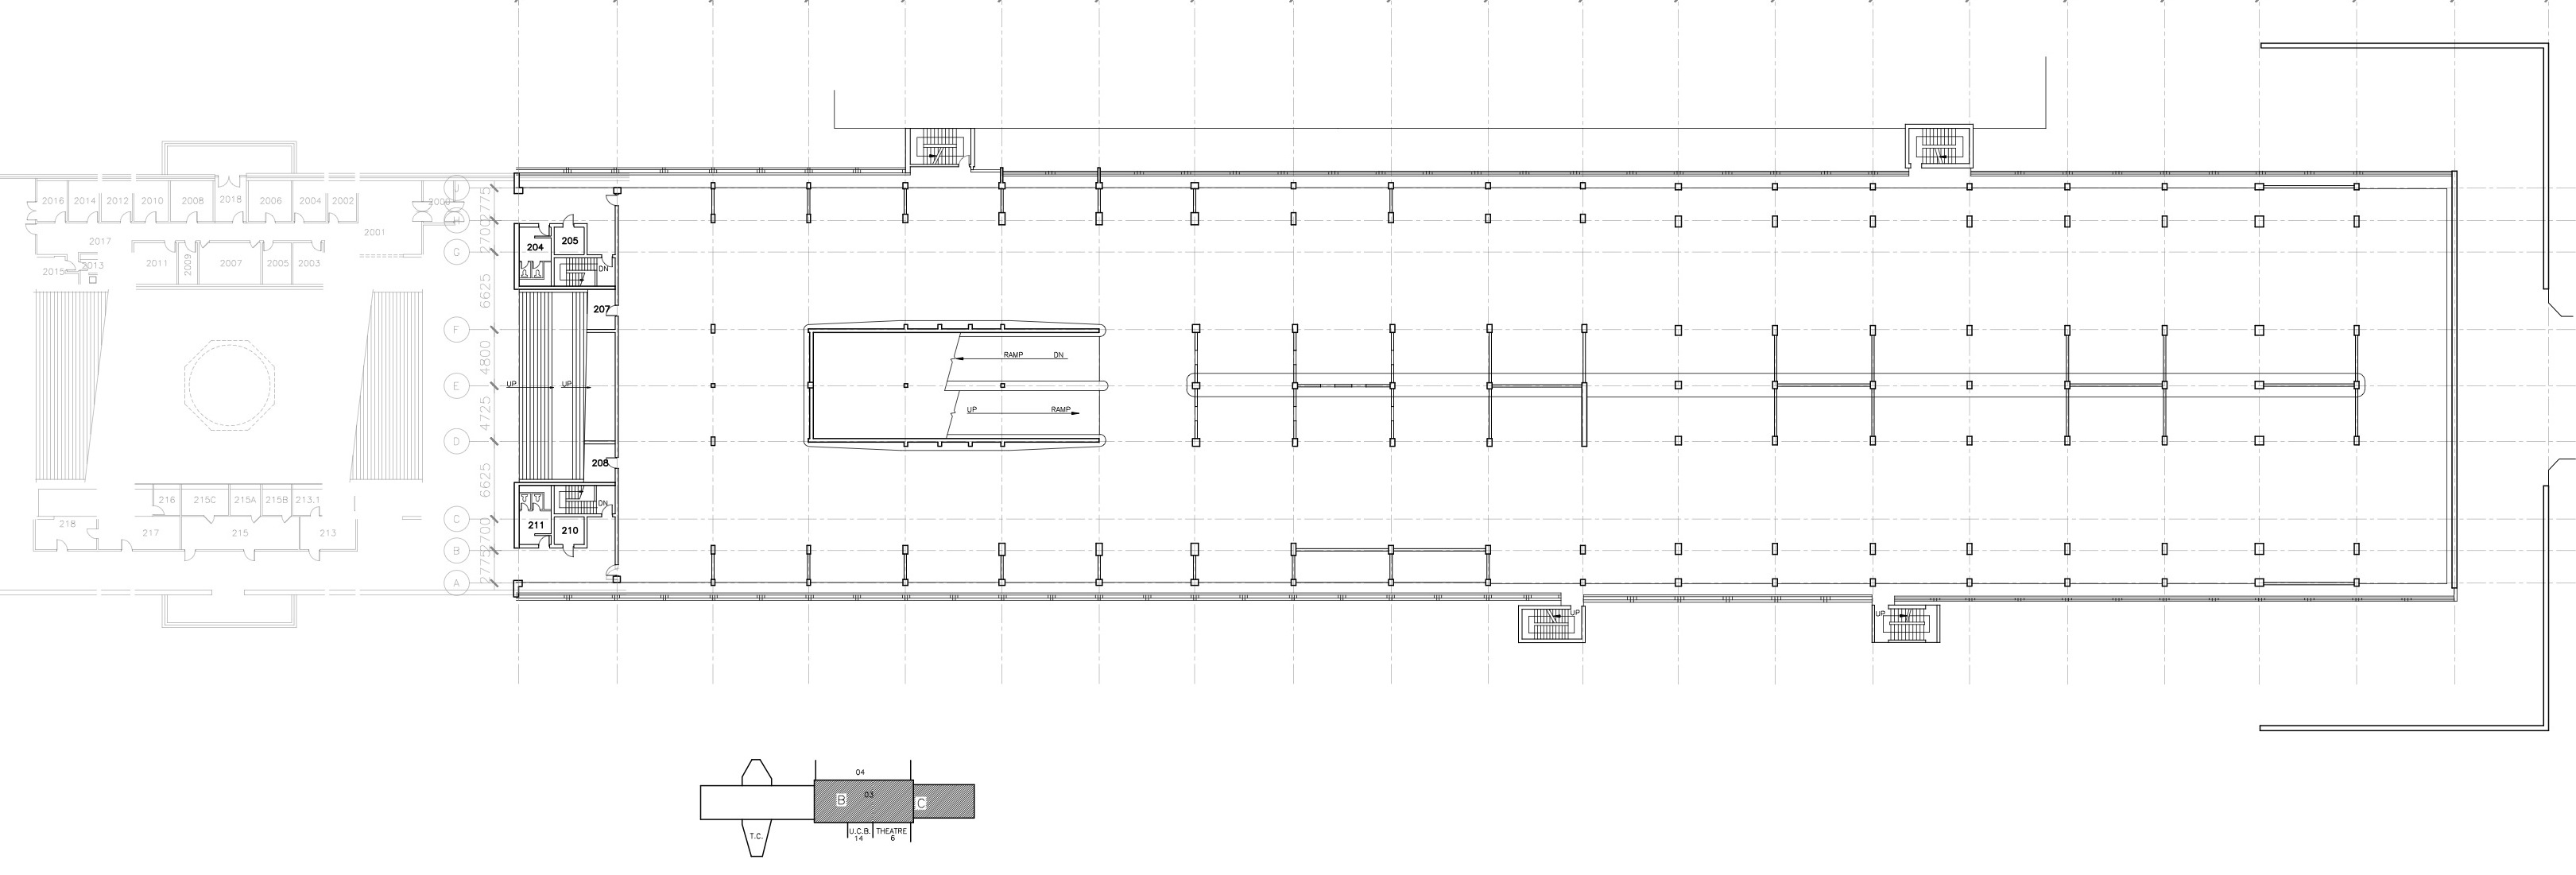 2016 2014 2012 2010 2008 2018 2006 2004 2002 2000
2017 2001
2015 2013 2011 2009 2007 2005 2003
216 215C 215A 215B 213.1
218 217 215 213
J
2775
H
2700
G
6625
F
4800
E
4725
D
6625
C
2700
B
2775
A
204 205
DN
207
UP UP
208
DN
211 210
RAMP DN
UP RAMP
UP
UP
04
03
B
C
T.C.
U.C.B. THEATRE
14 6